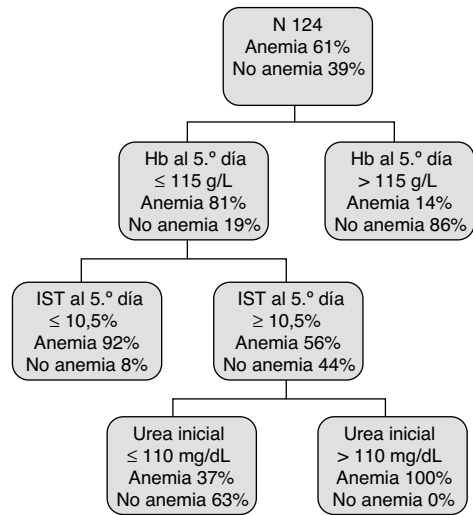 N 124
Anemia 61%
No anemia 39%
Hb al 5.º día
≤ 115 g/L
Anemia 81%
No anemia 19%
Hb al 5.º día
> 115 g/L
Anemia 14%
No anemia 86%
IST al 5.º día
≤ 10,5%
Anemia 92%
No anemia 8%
IST al 5.º día
≥ 10,5%
Anemia 56%
No anemia 44%
Urea inicial
≤ 110 mg/dL
Anemia 37%
No anemia 63%
Urea inicial
> 110 mg/dL
Anemia 100%
No anemia 0%